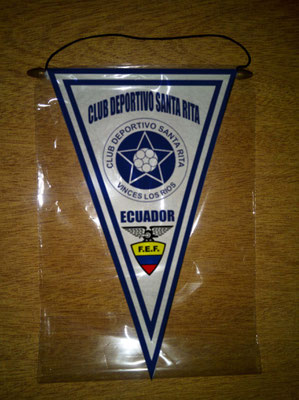 CLUB DEPORTIVO SANTA RITA
CLUB DEPORTIVO SANTA RITA
VINCES LOS RIOS
ECUADOR
F.E.F.